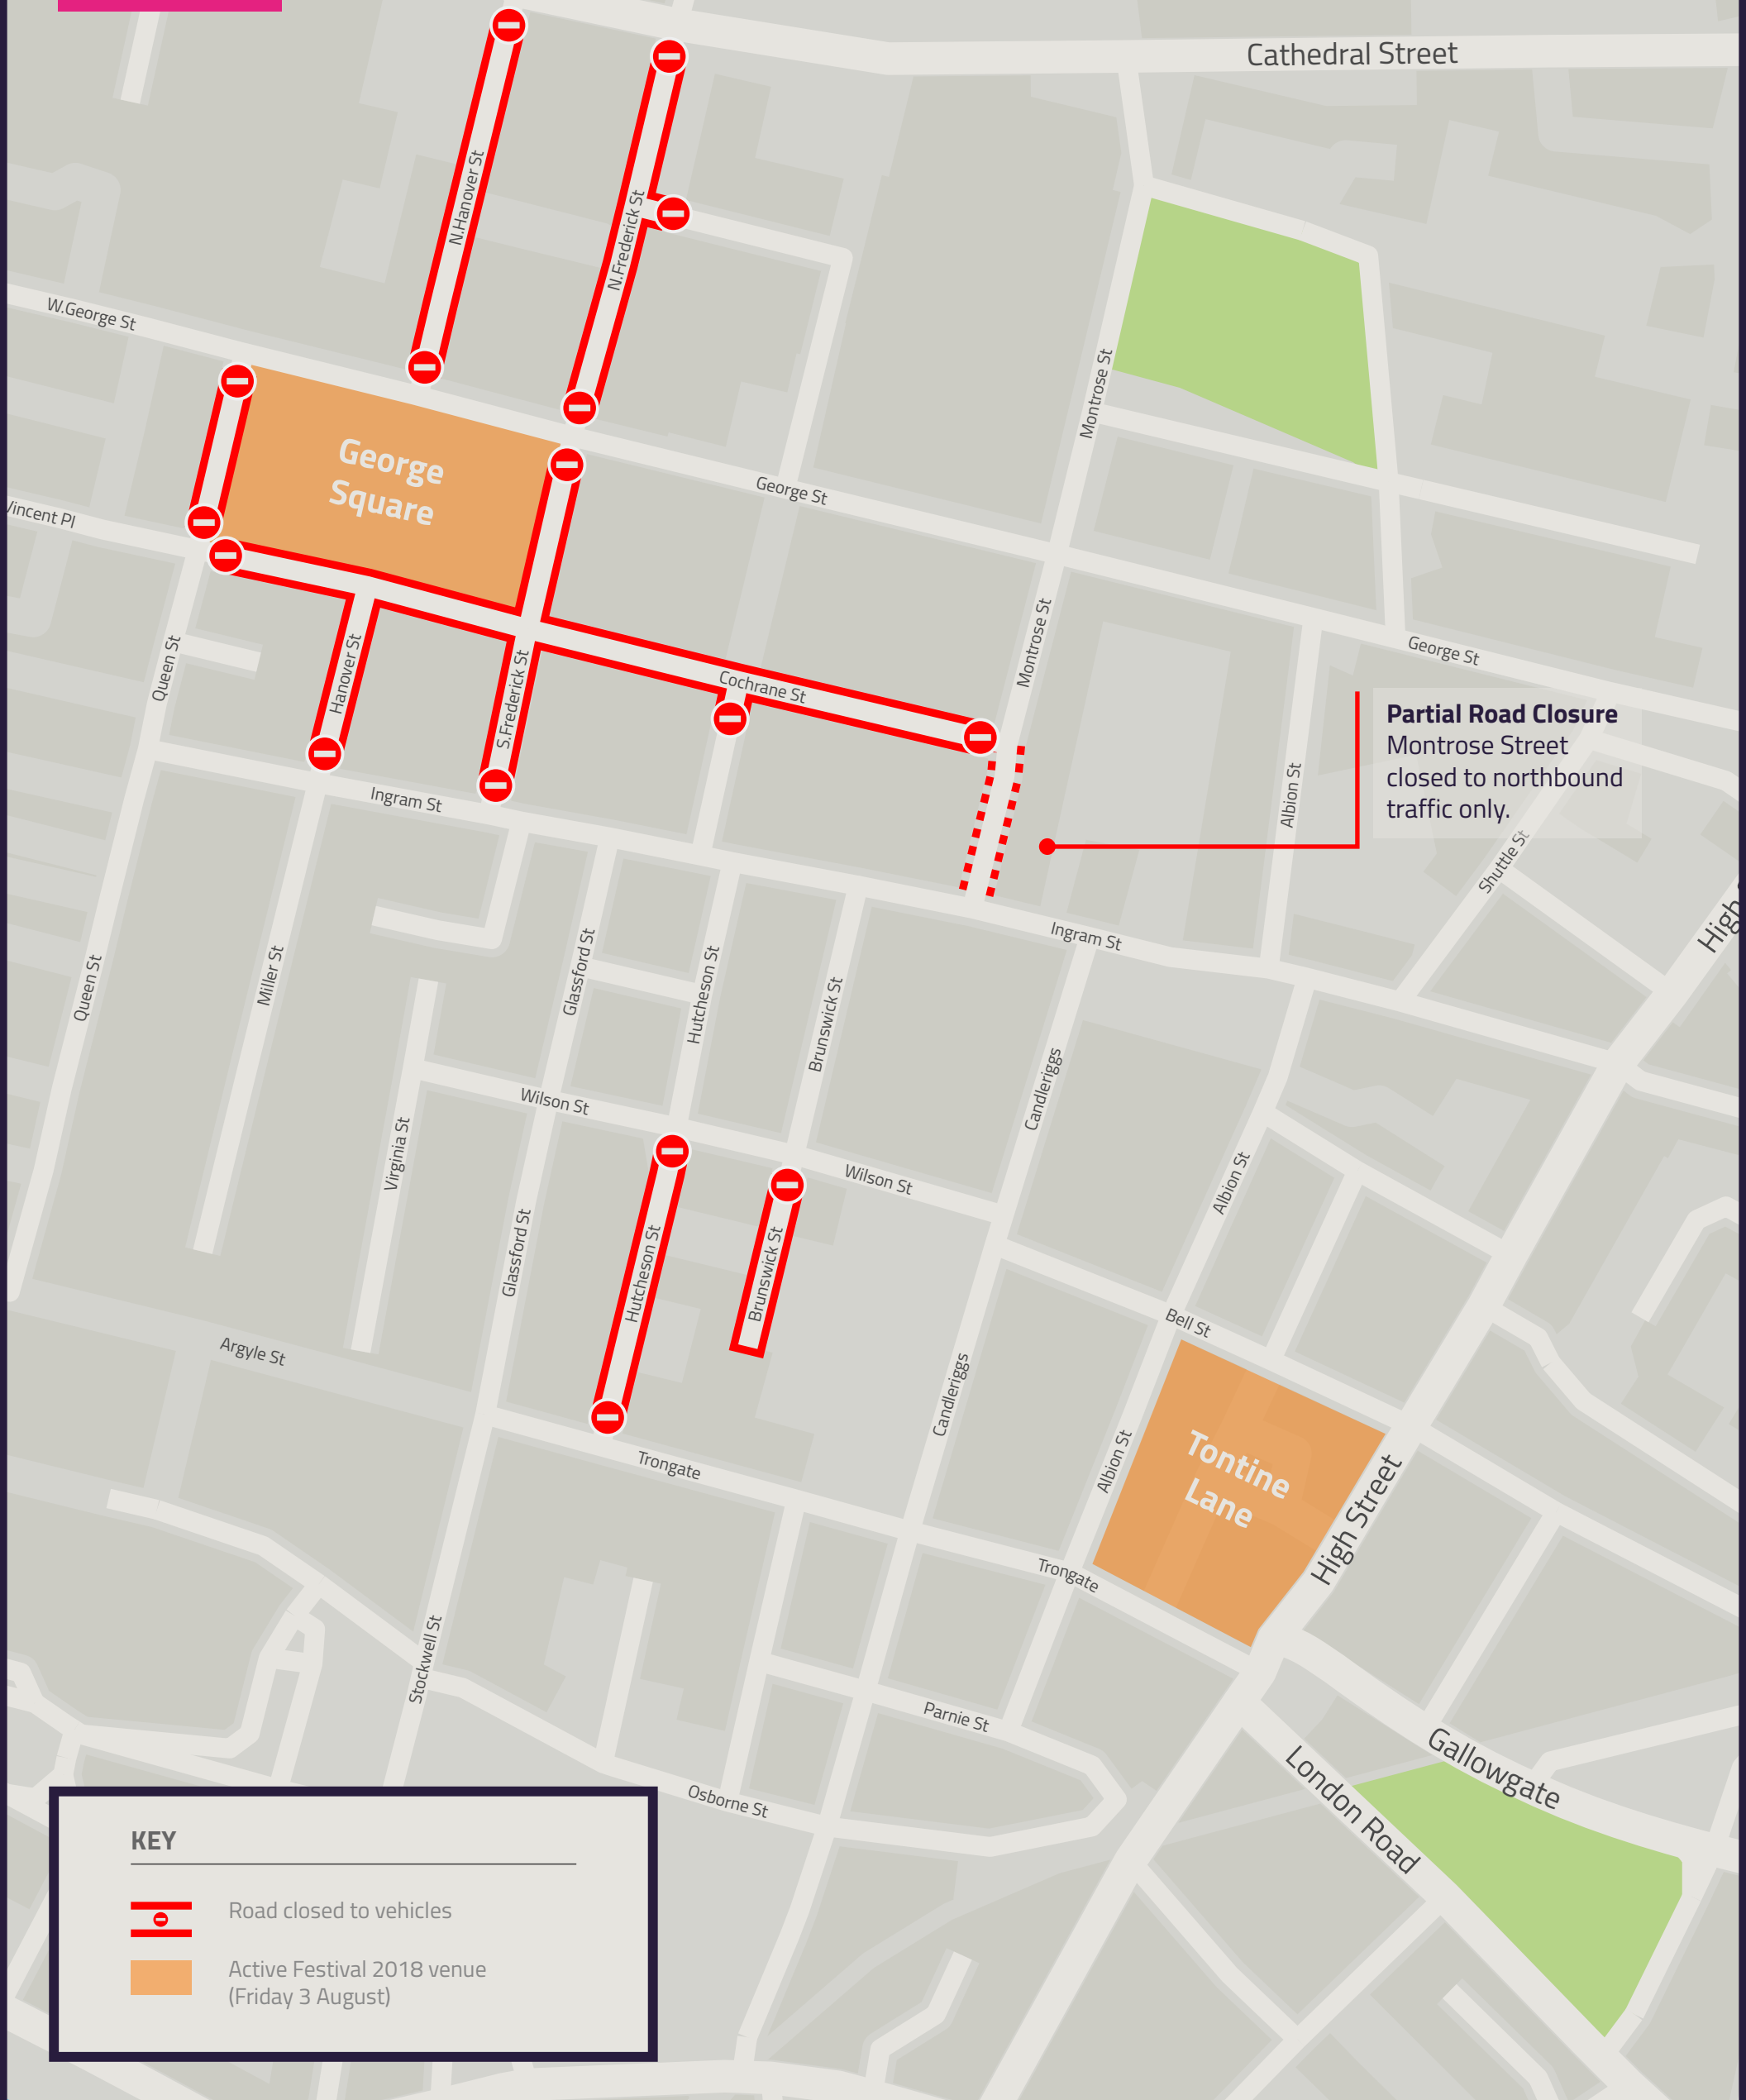 Cathedral Street
N.Hanover St
N.Frederick St
W.George St
Montrose St
George
Square
George St
Vincent Pl
Montrose St
George St
Queen St
Hanover St
S.Frederick St
Cochrane St
Partial Road Closure
Montrose Street
closed to northbound
traffic only.
Albion St
Ingram St
Shuttle St
High
Ingram St
Queen St
Miller St
Glassford St
Hutcheson St
Brunswick St
Candleriggs
Wilson St
Virginia St
Wilson St
Albion St
Glassford St
Hutcheson St
Brunswick St
Bell St
Argyle St
Candleriggs
Albion St
Tontine
Lane
Trongate
High Street
Trongate
Stockwell St
Parnie St
Gallowgate
London Road
Osborne St
KEY
Road closed to vehicles
Active Festival 2018 venue
(Friday 3 August)